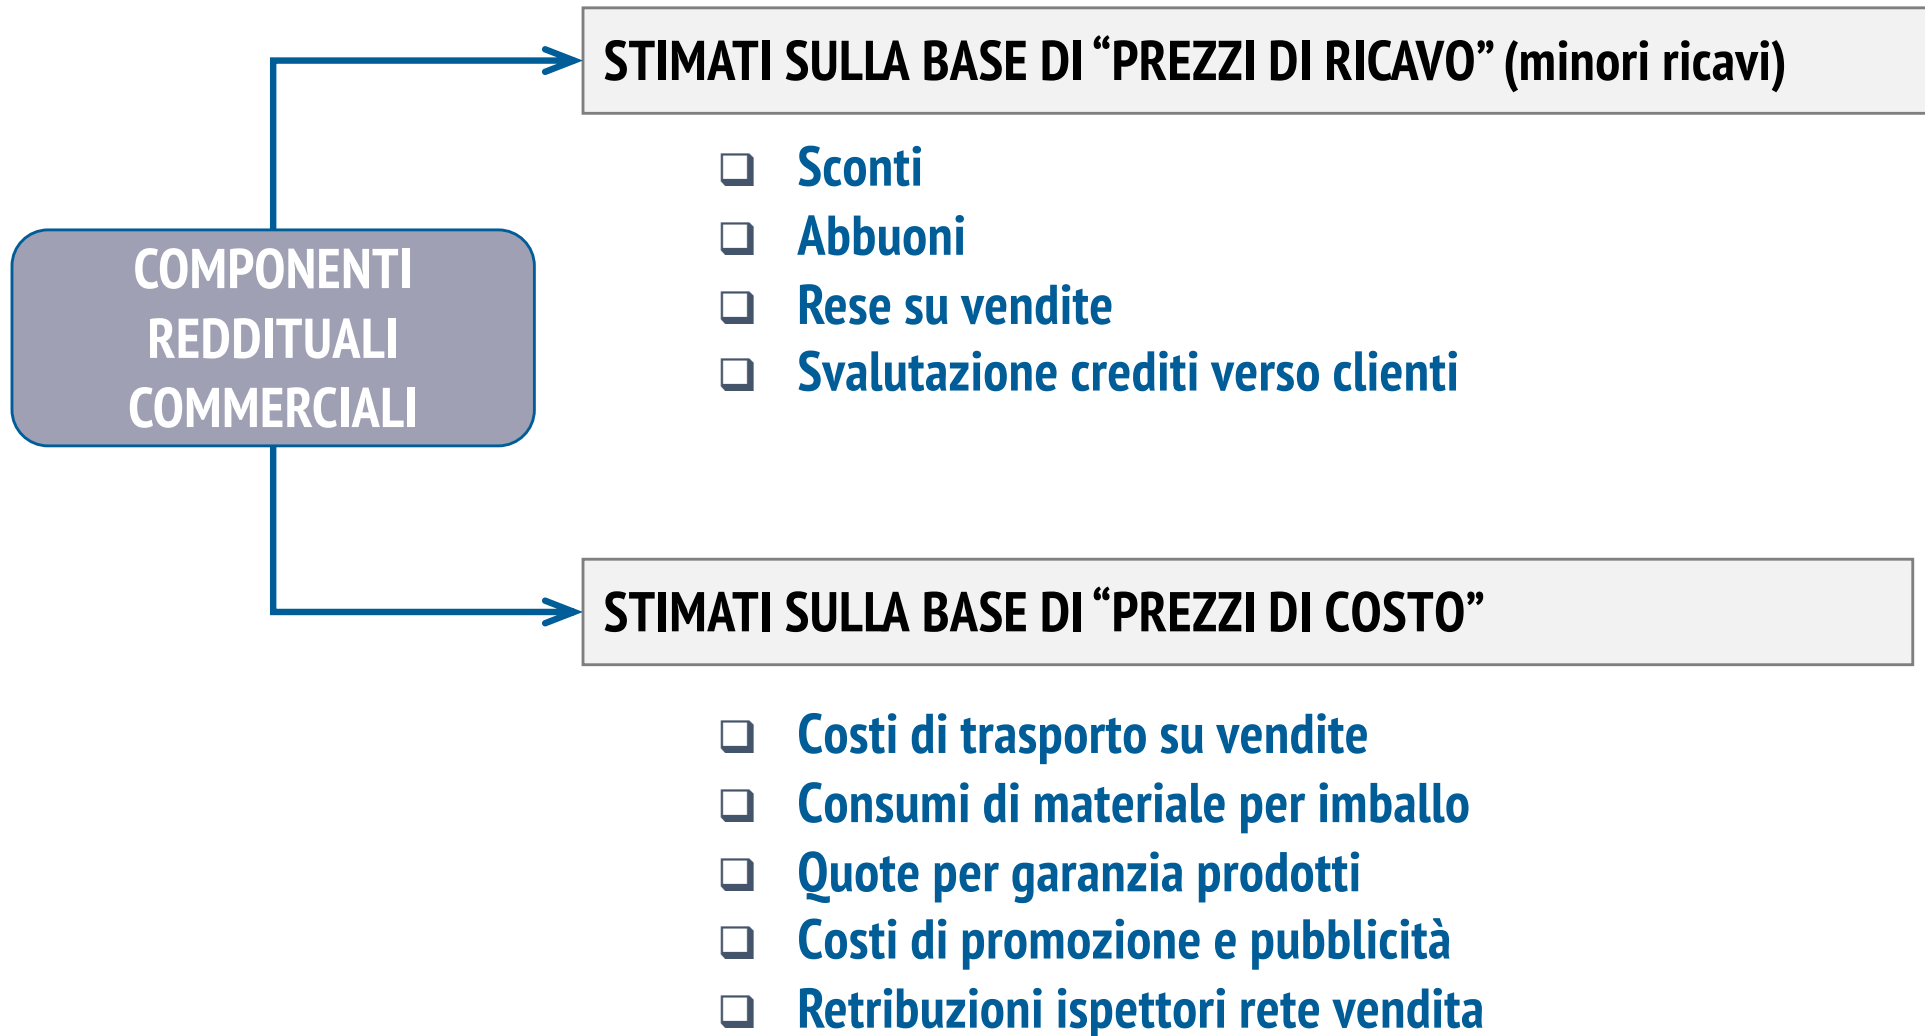 STIMATI SULLA BASE DI “PREZZI DI RICAVO” (minori ricavi)
Sconti
Abbuoni
Rese su vendite
Svalutazione crediti verso clienti
COMPONENTI
REDDITUALI
COMMERCIALI
STIMATI SULLA BASE DI “PREZZI DI COSTO”
Costi di trasporto su vendite
Consumi di materiale per imballo
Quote per garanzia prodotti
Costi di promozione e pubblicità
Retribuzioni ispettori rete vendita